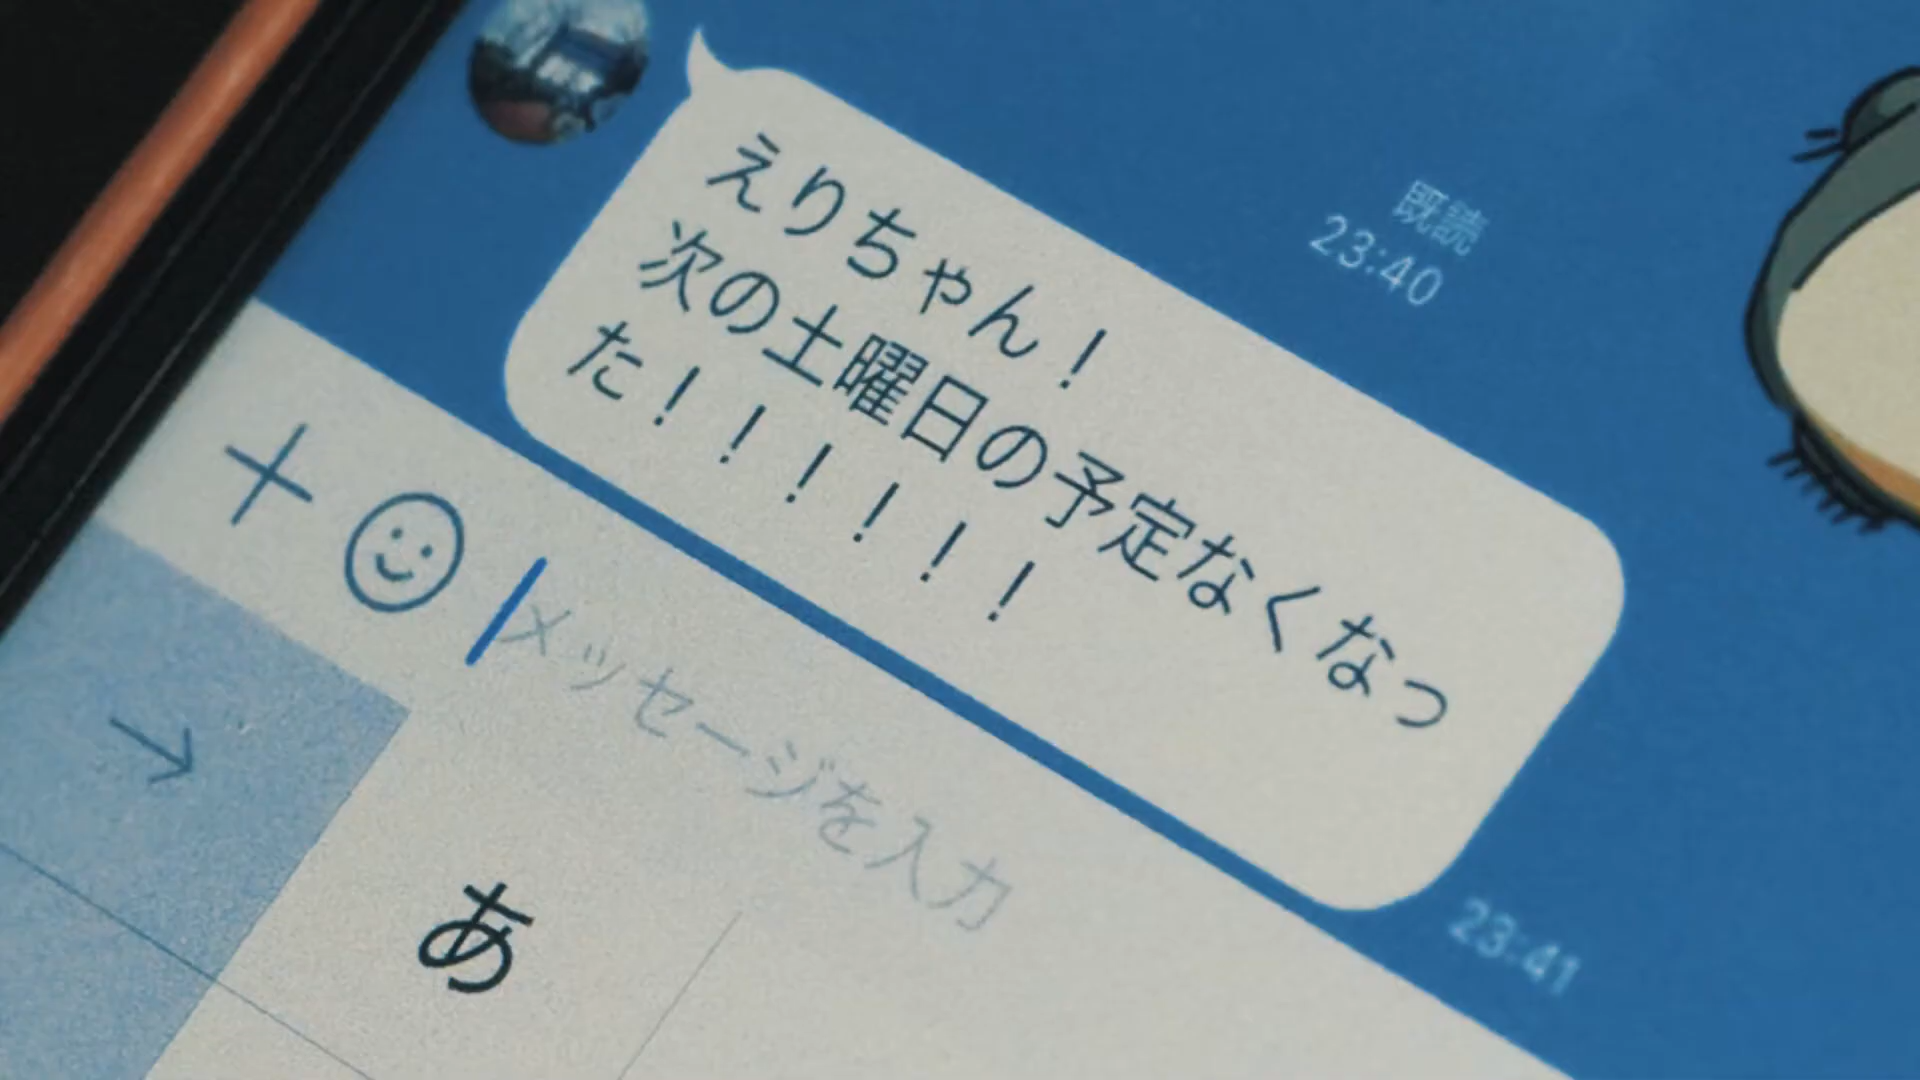 既読
23:40
えりちゃん！
次の土曜日の予定なくなっ
た！！！！！！
23:41
メッセージを入力
→
あ